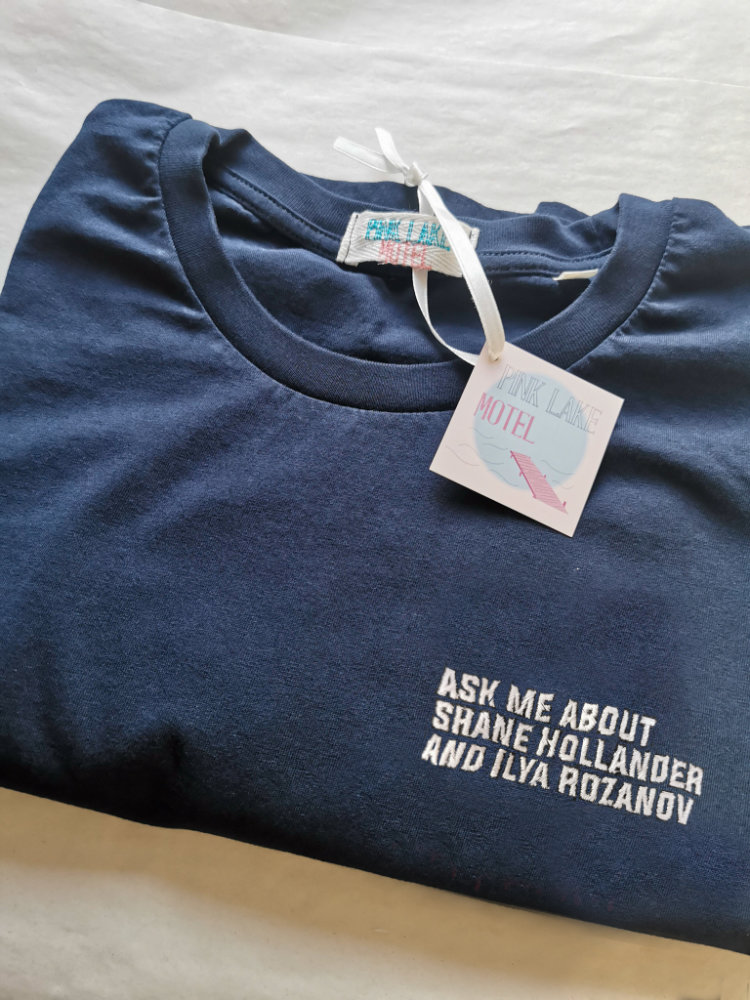 PINK LAKE
MOTEL
PINK LAKE
MOTEL
ASK ME ABOUT
SHANE HOLLANDER
AND ILYA ROZANOV